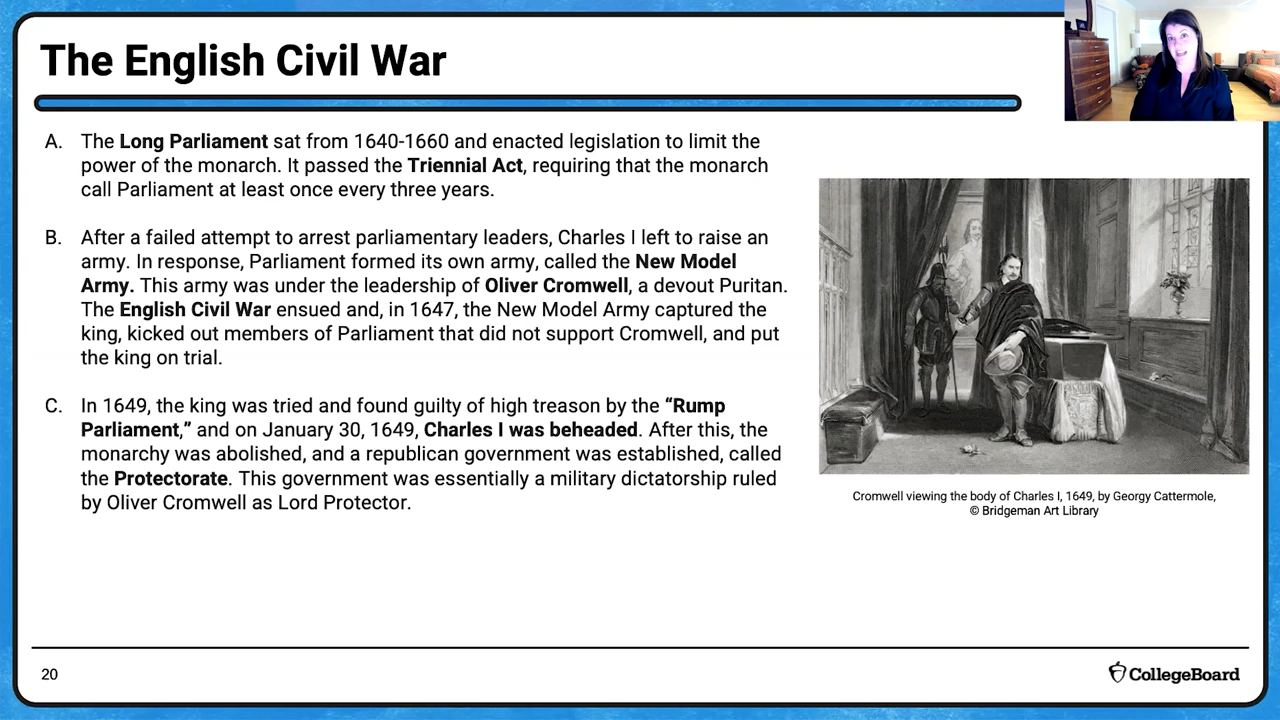 The English Civil War
A. The Long Parliament sat from 1640-1660 and enacted legislation to limit the
power of the monarch. It passed the Triennial Act, requiring that the monarch
call Parliament at least once every three years.
B. After a failed attempt to arrest parliamentary leaders, Charles I left to raise an
army. In response, Parliament formed its own army, called the New Model
Army. This army was under the leadership of Oliver Cromwell, a devout Puritan.
The English Civil War ensued and, in 1647, the New Model Army captured the
king, kicked out members of Parliament that did not support Cromwell, and put
the king on trial.
C. In 1649, the king was tried and found guilty of high treason by the “Rump
Parliament,” and on January 30, 1649, Charles I was beheaded. After this, the
monarchy was abolished, and a republican government was established, called
the Protectorate. This government was essentially a military dictatorship ruled
by Oliver Cromwell as Lord Protector.
Cromwell viewing the body of Charles I, 1649, by Georgy Cattermole,
© Bridgeman Art Library
20
CollegeBoard